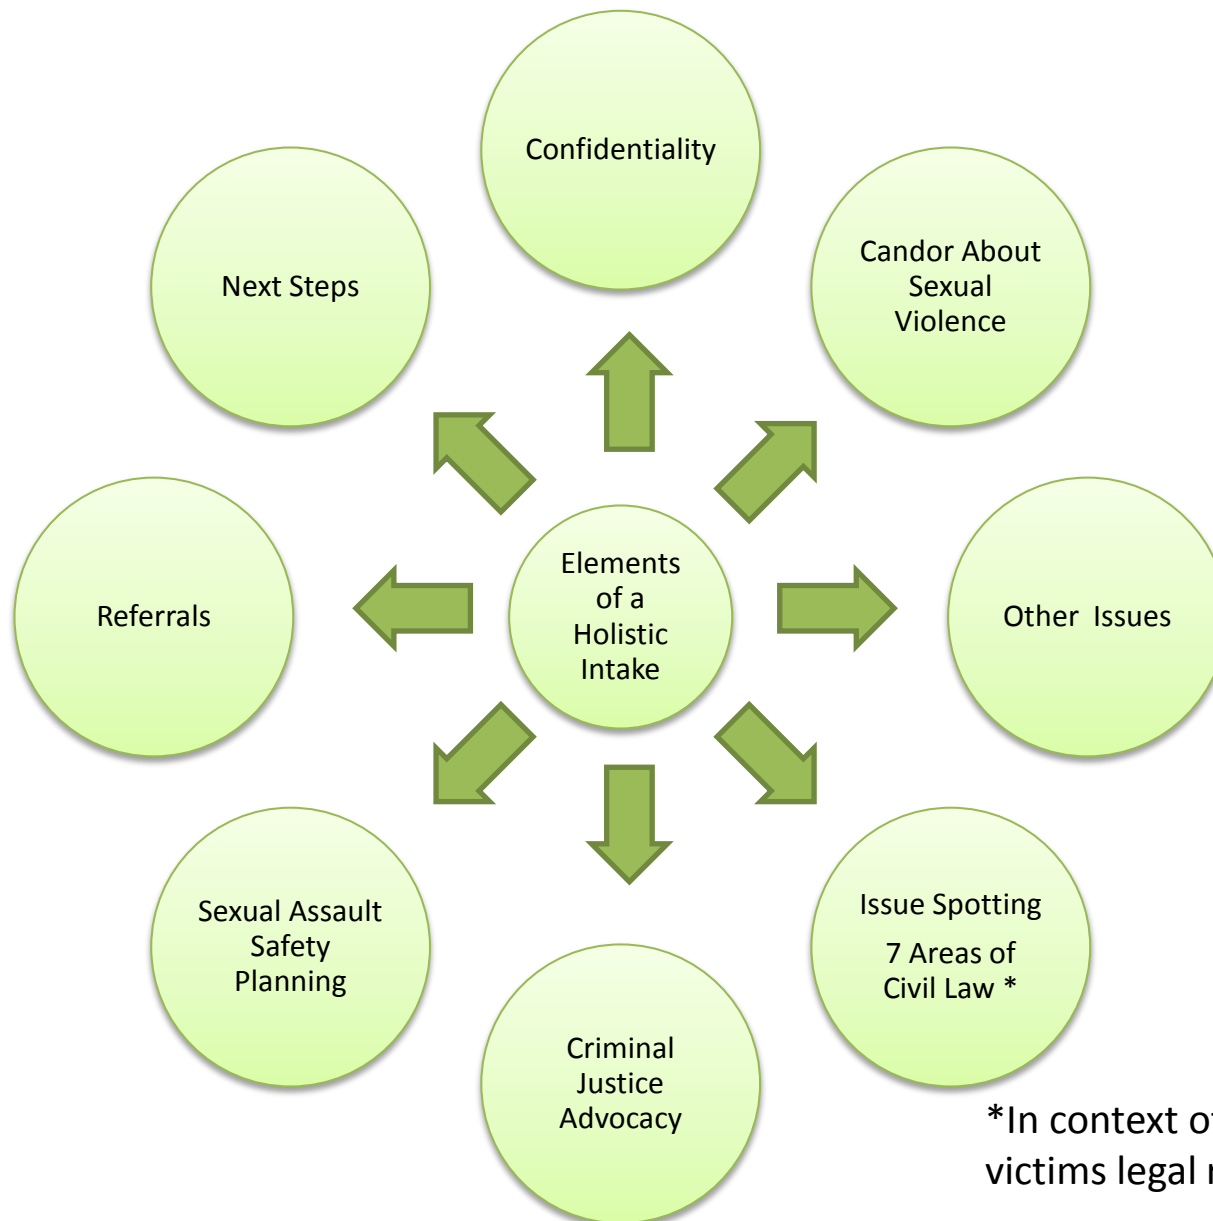 Confidentiality
Candor About
Sexual
Violence
Other Issues
Issue Spotting
7 Areas of
Civil Law *
Criminal
Justice
Advocacy
Sexual Assault
Safety
Planning
Referrals
Next Steps
Elements
of a
Holistic
Intake
*In context
victims legal